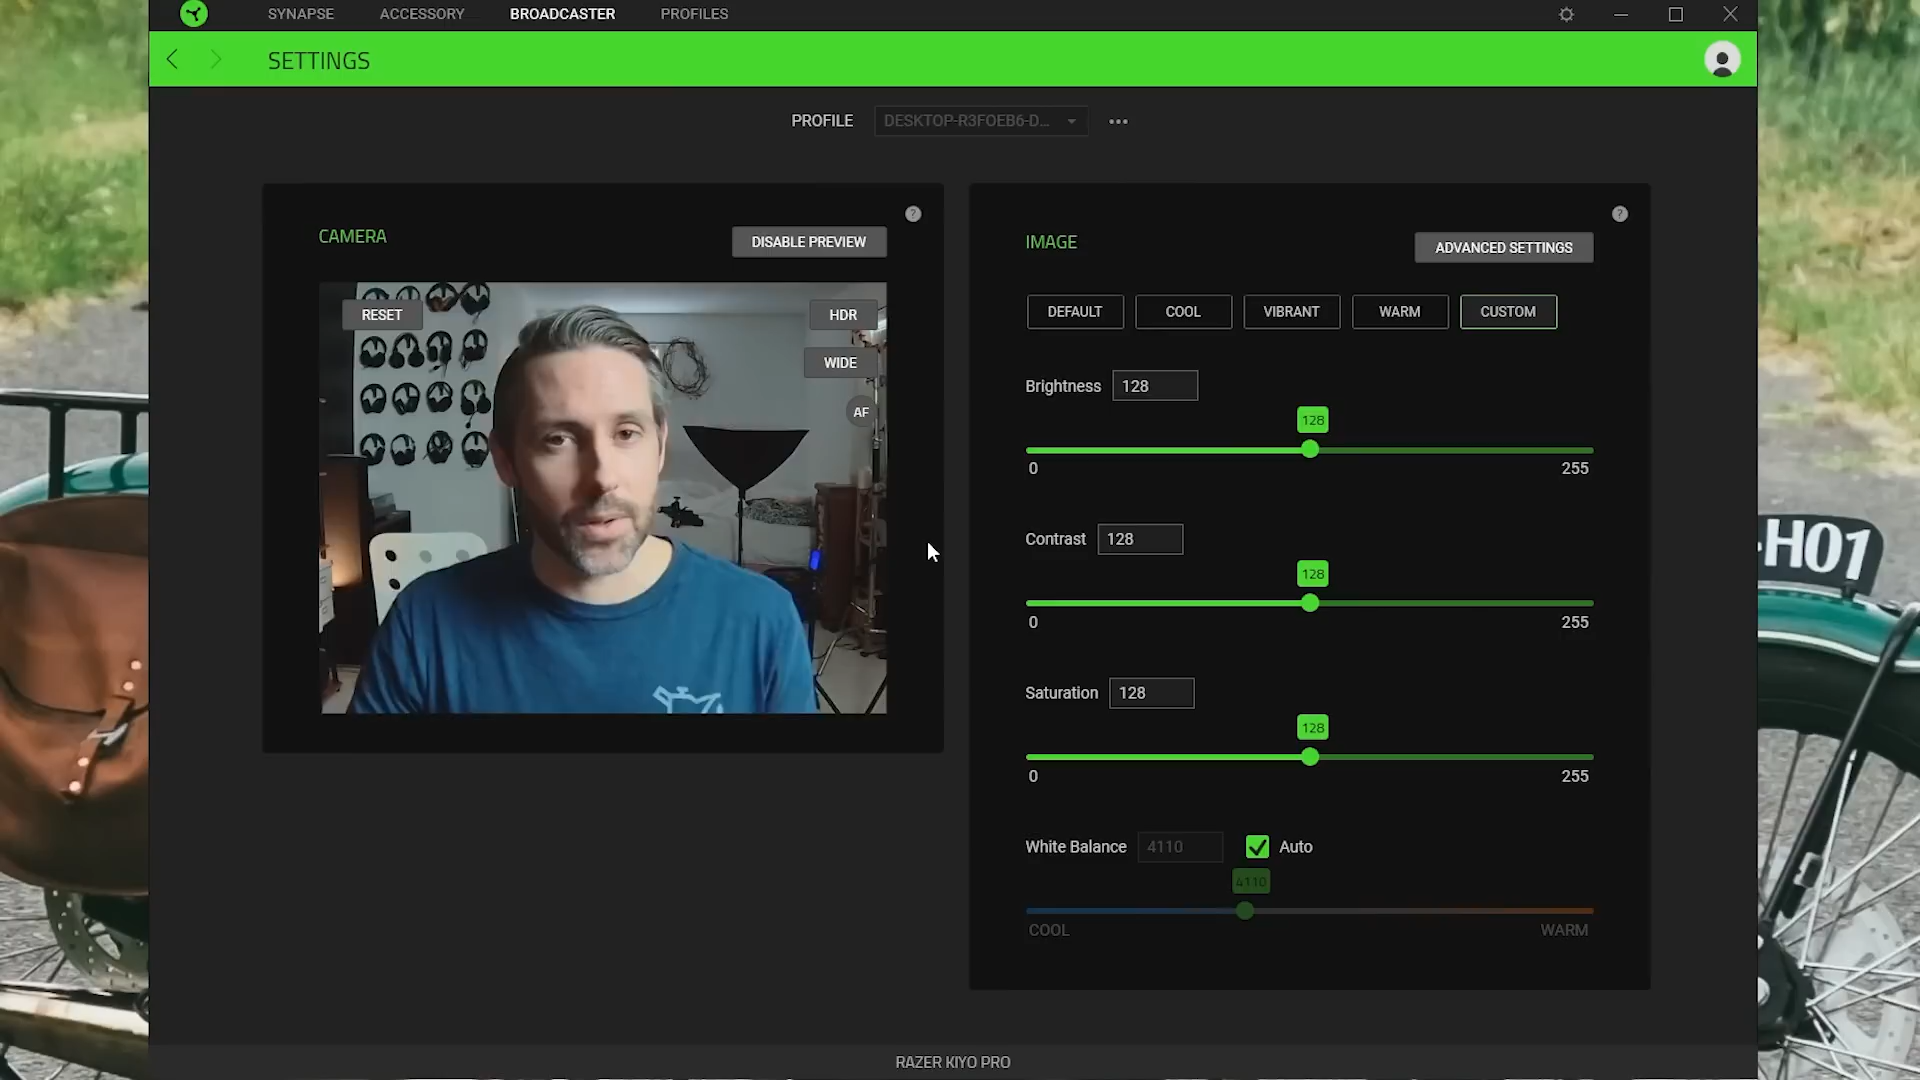 SYNAPSE ACCESSORY BROADCASTER PROFILES
SETTINGS
PROFILE DESKTOP-R3FOEB6-D... •••
CAMERA
DISABLE PREVIEW
?
RESET
HDR
WIDE
AF
IMAGE
ADVANCED SETTINGS
?
DEFAULT COOL VIBRANT WARM CUSTOM
Brightness 128
128
0 255
Contrast 128
128
0 255
Saturation 128
128
0 255
White Balance 4110 Auto
4110
COOL WARM
RAZER KIYO PRO
-H01